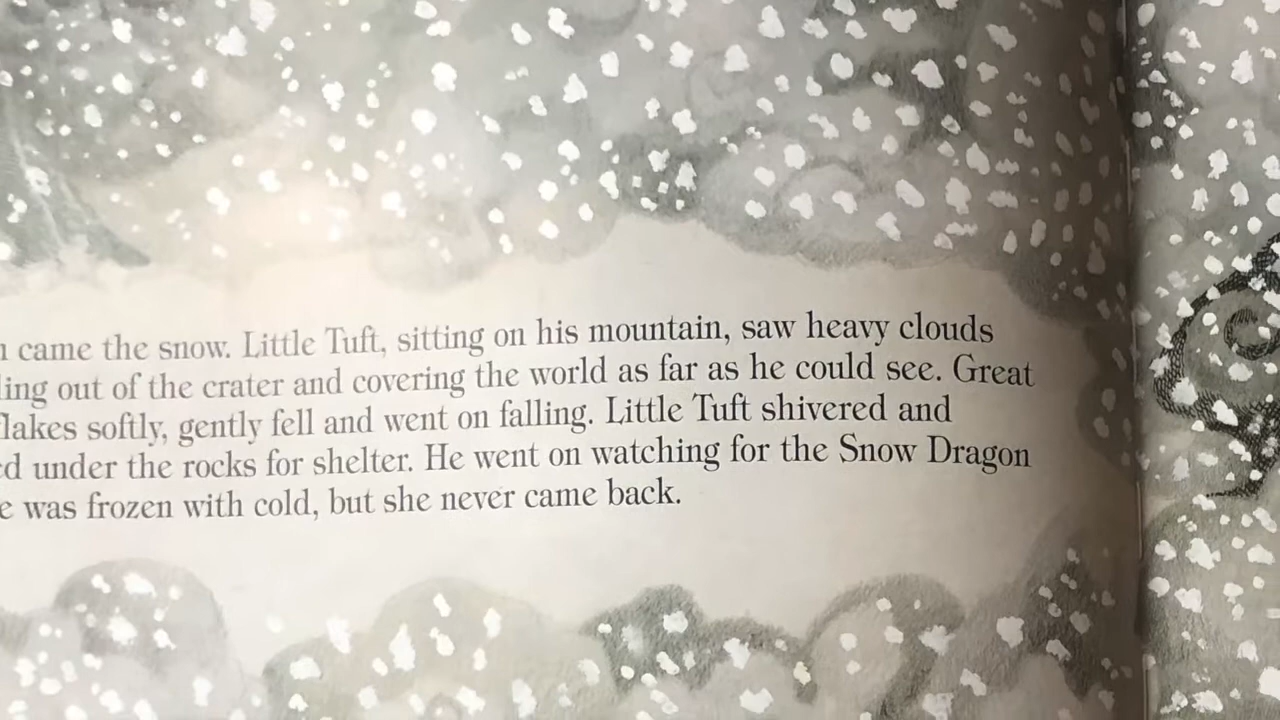 came the snow. Little Tuft, sitting on his mountain, saw heavy clouds
out of the crater and covering the world as far as he could see. Great
softly, gently fell and went on falling. Little Tuft shivered and
under the rocks for shelter. He went on watching for the Snow Dragon
was frozen with cold, but she never came back.